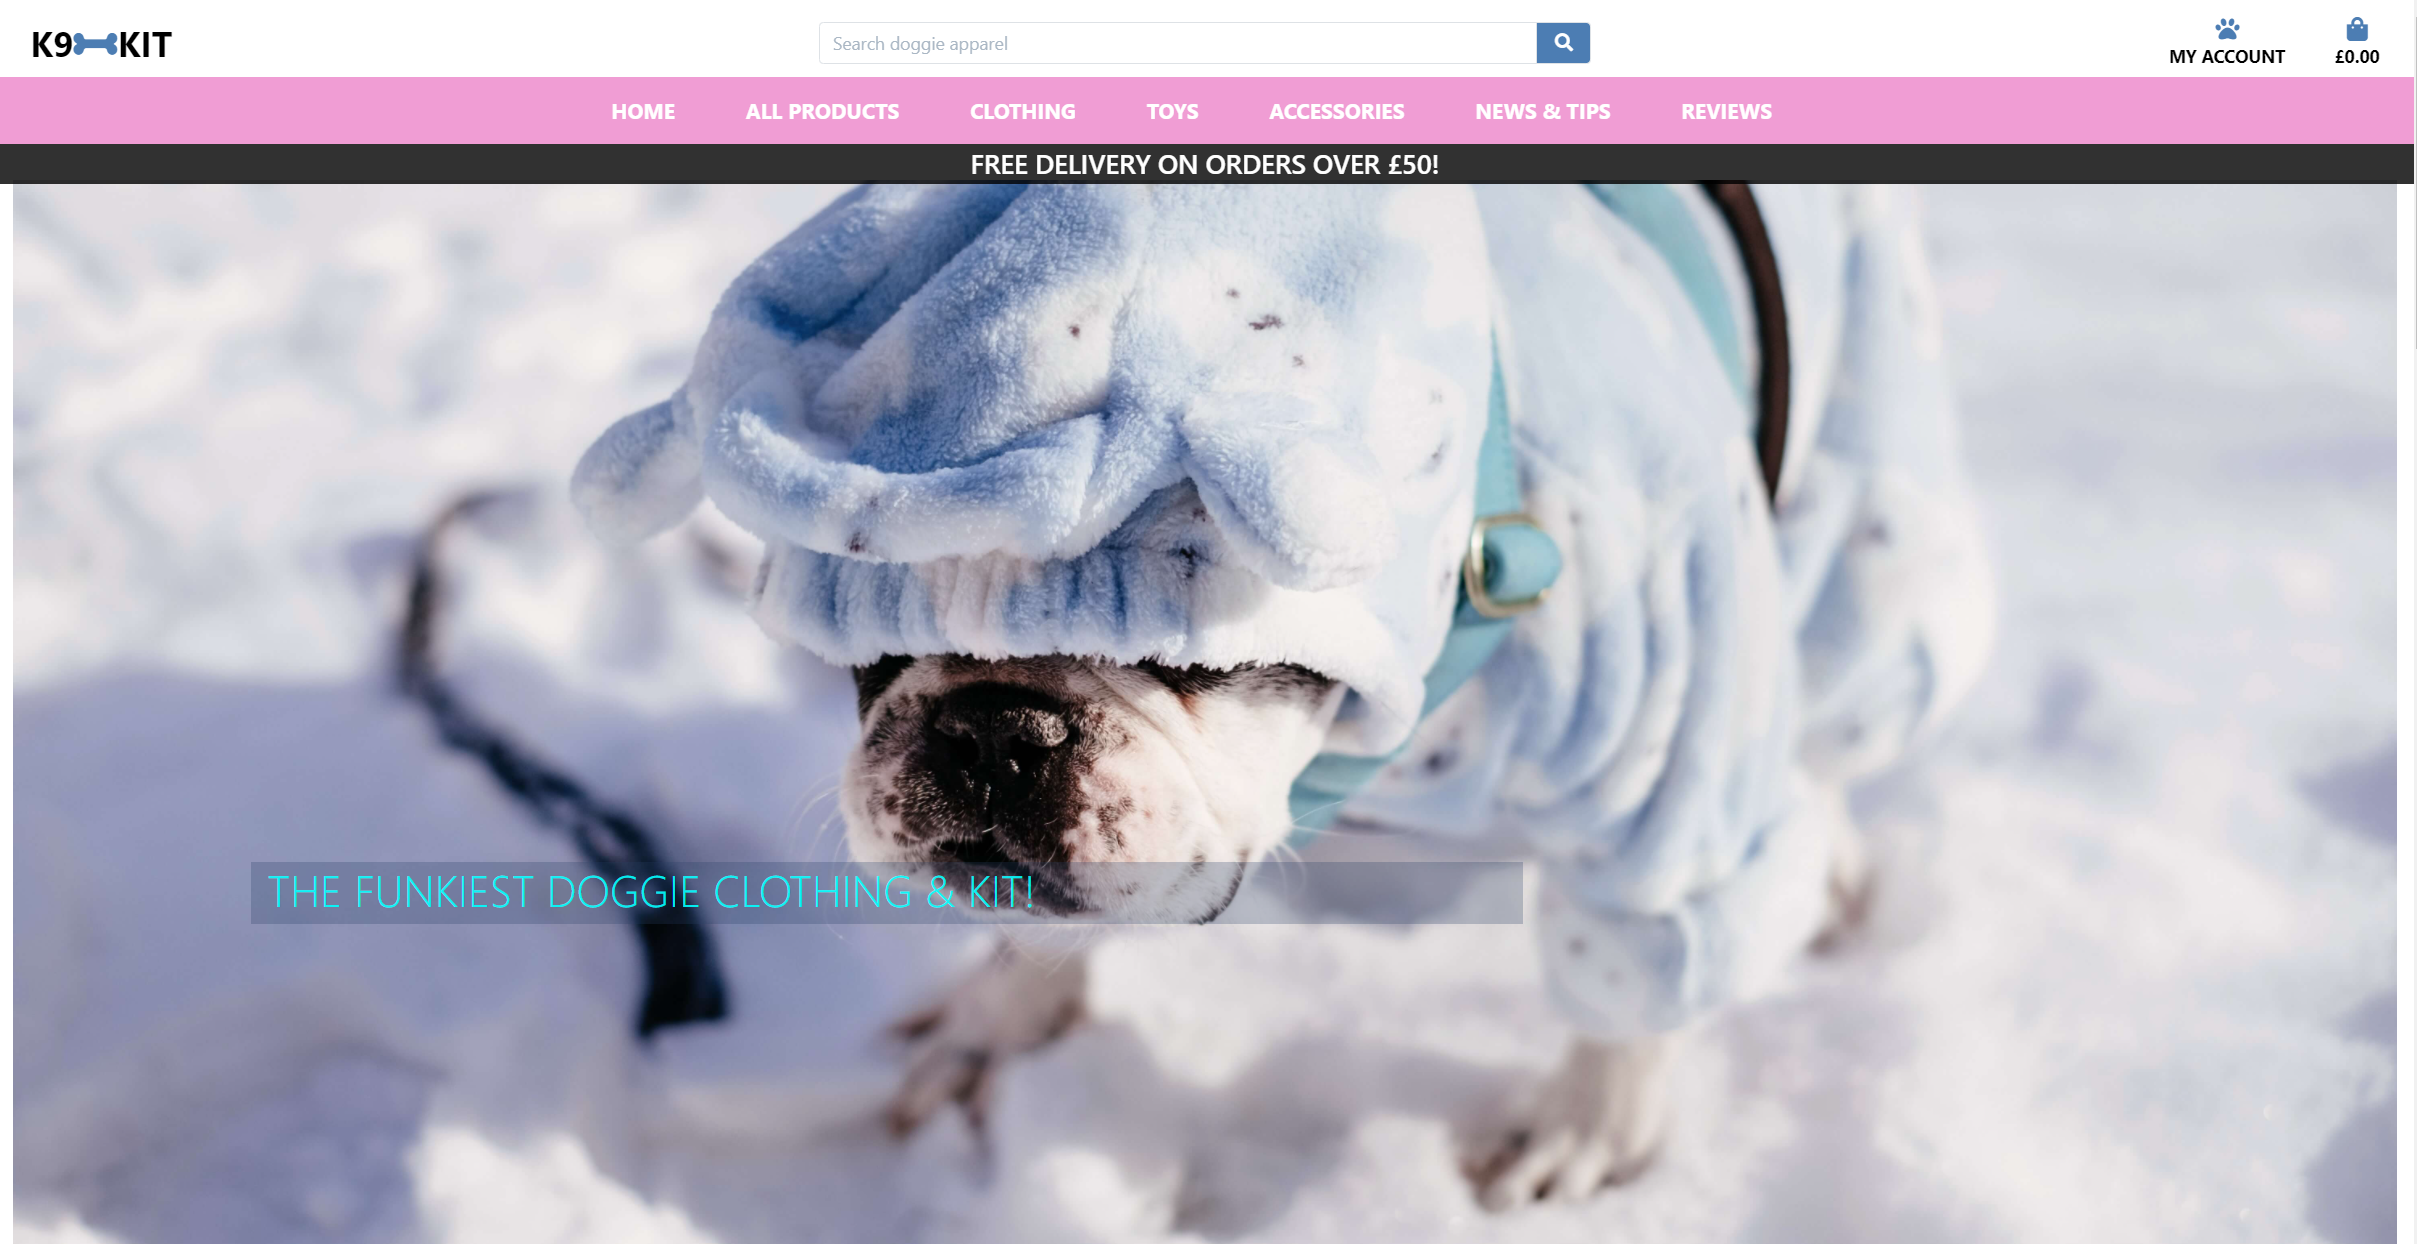 K9 KIT
Search doggie apparel
MY ACCOUNT
£0.00
HOME ALL PRODUCTS CLOTHING TOYS ACCESSORIES NEWS & TIPS REVIEWS
FREE DELIVERY ON ORDERS OVER £50!
THE FUNKIEST DOGGIE CLOTHING & KIT!